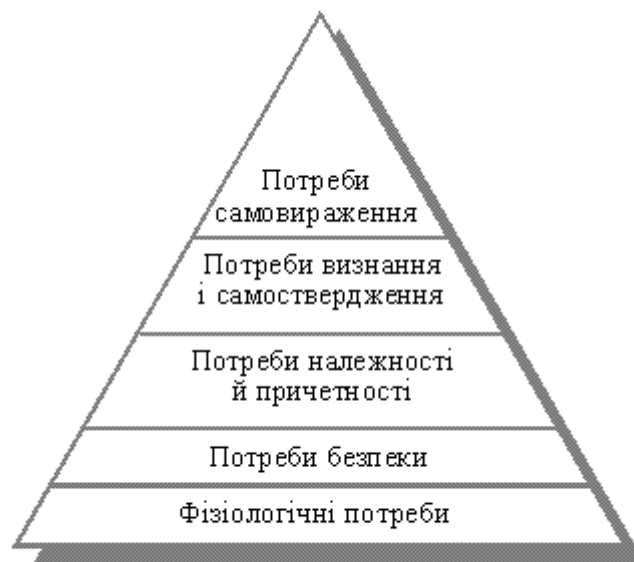 Потреби
самовираження
Потреби визнання
і самоствердження
Потреби належності
й причетності
Потреби безпеки
Фізіологічні потреби